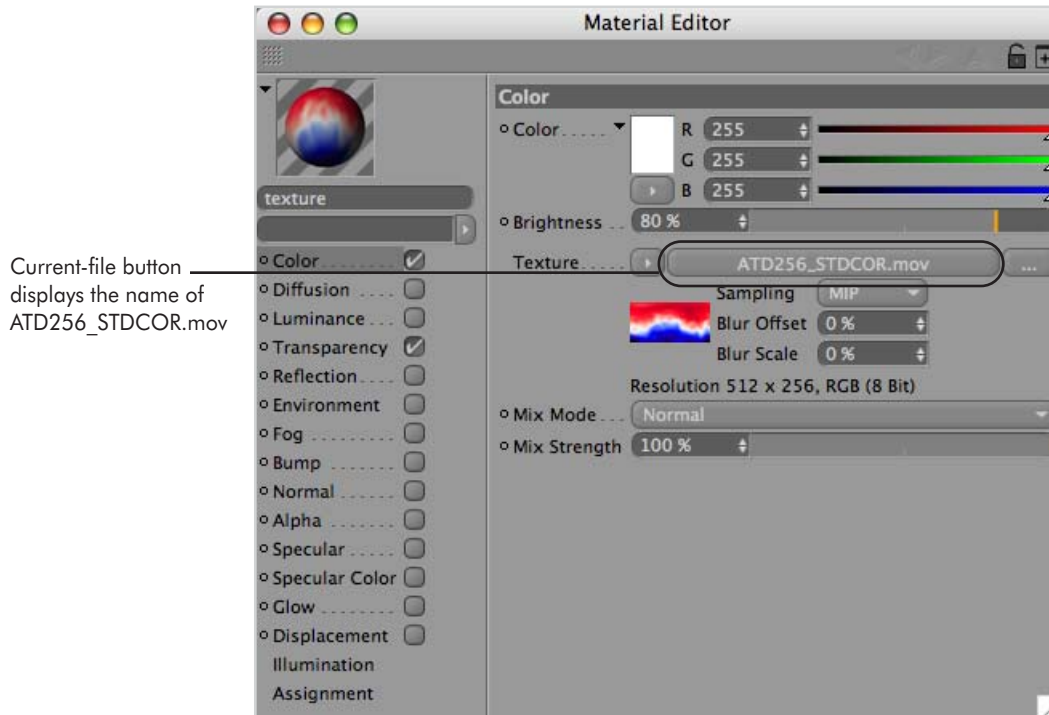 Material Editor
texture
Color
Diffusion
Luminance
Transparency
Reflection
Environment
Fog
Bump
Normal
Alpha
Specular
Specular Color
Glow
Displacement
Illumination
Assignment
Color
Color R 255
G 255
B 255
Brightness 80 %
Texture ATD256_STDCOR.mov ...
Sampling MIP
Blur Offset 0 %
Blur Scale 0 %
Resolution 512 x 256, RGB (8 Bit)
Mix Mode Normal
Mix Strength 100 %
Current-file button
displays the name of
ATD256_STDCOR.mov